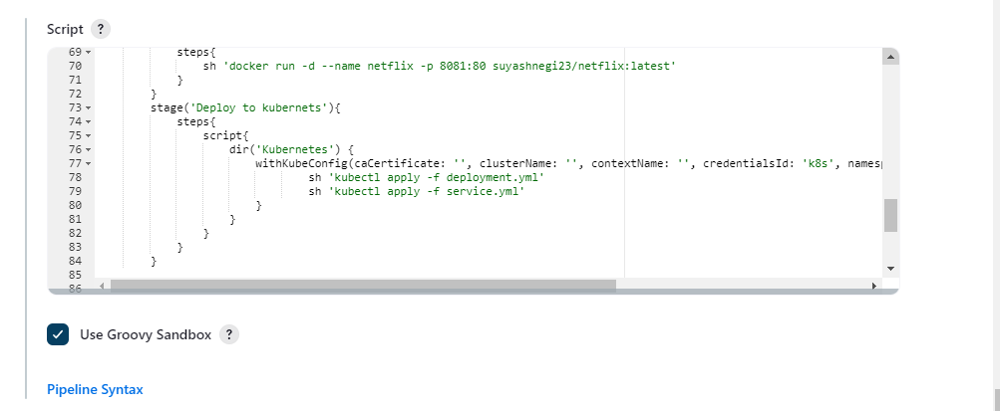 Script ?
69 steps{
70 sh 'docker run -d --name netflix -p 8081:80 suyashnegi23/netflix:latest'
71 }
72 }
73 stage('Deploy to kubernets'){
74 steps{
75 script{
76 dir('Kubernetes') {
77 withKubeConfig(caCertificate: '', clusterName: '', contextName: '', credentialsId: 'k8s', names
78 sh 'kubectl apply -f deployment.yml'
79 sh 'kubectl apply -f service.yml'
80 }
81 }
82 }
83 }
84 }
85
86
Use Groovy Sandbox ?
Pipeline Syntax